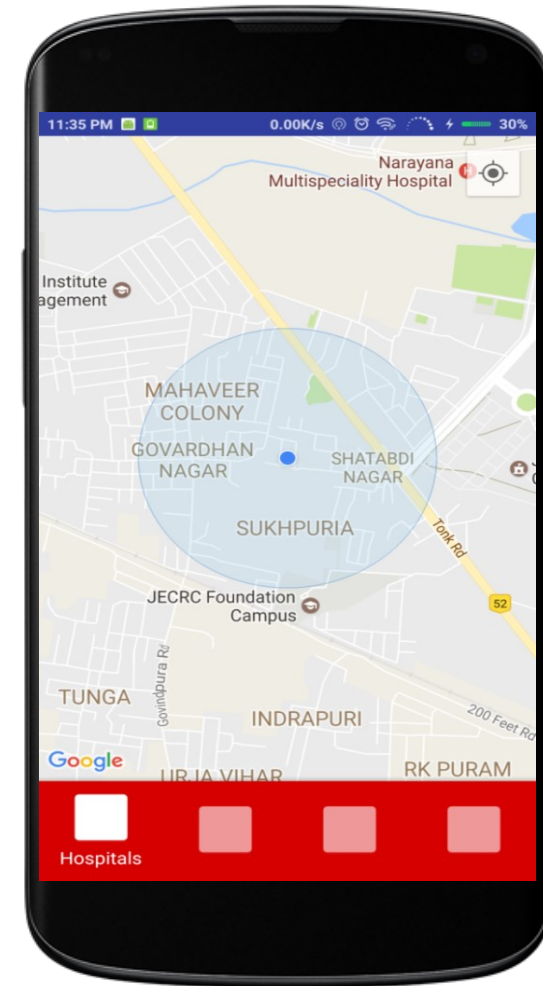 11:35 PM 0.00K/s 30%
Narayana
Multispeciality Hospital
H
Institute
agement
MAHAVEER
COLONY
GOVARDHAN
NAGAR
SHATABDI
NAGAR
SUKHPURIA
Tonk Rd
JECRC Foundation
Campus
52
Govindpura Rd
TUNGA
INDRAPURI
200 Feet Rd
Google
URJA VIHAR
RK PURAM
Hospitals